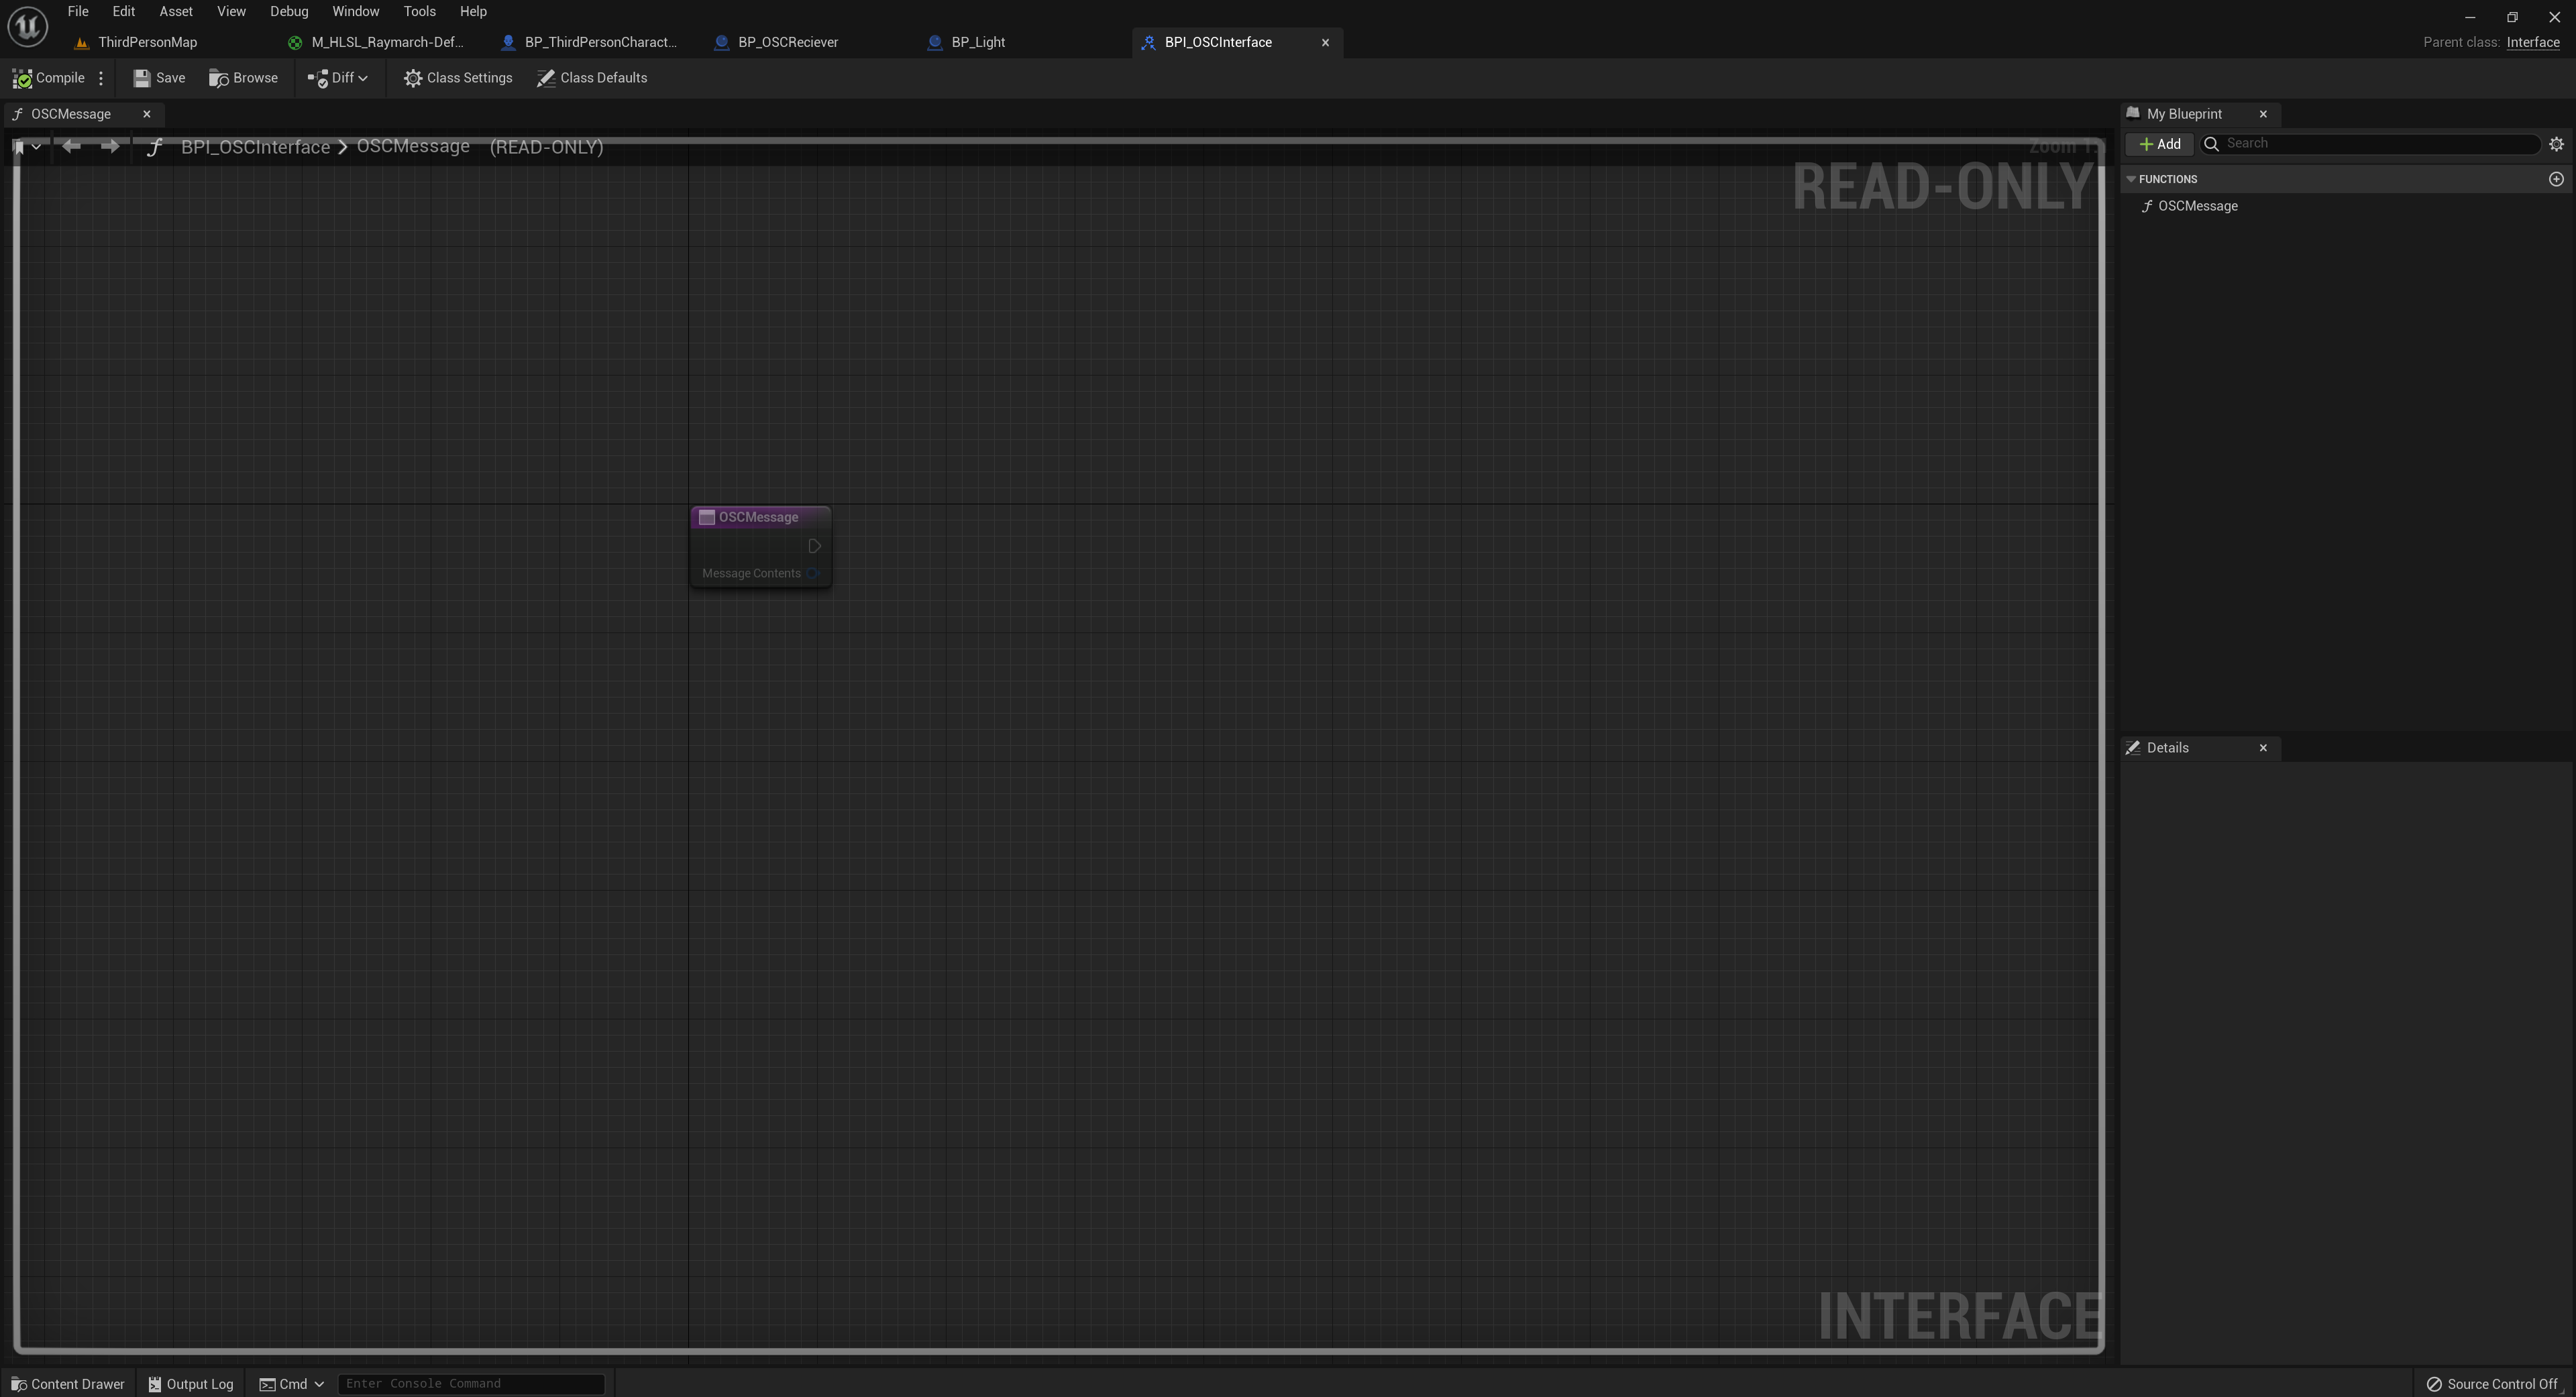 File Edit Asset View Debug Window Tools Help
ThirdPersonMap M_HLSL_Raymarch-Def... BP_ThirdPersonCharact... BP_OSCReciever BP_Light BPI_OSCInterface Parent class: Interface
Compile Save Browse Diff Class Settings Class Defaults
OSCMessage
BPI_OSCInterface > OSCMessage (READ-ONLY)
Zoom 1:1
READ-ONLY
OSCMessage
Message Contents
INTERFACE
My Blueprint
Add Search
FUNCTIONS
OSCMessage
Details
Content Drawer Output Log Cmd Enter Console Command Source Control Off